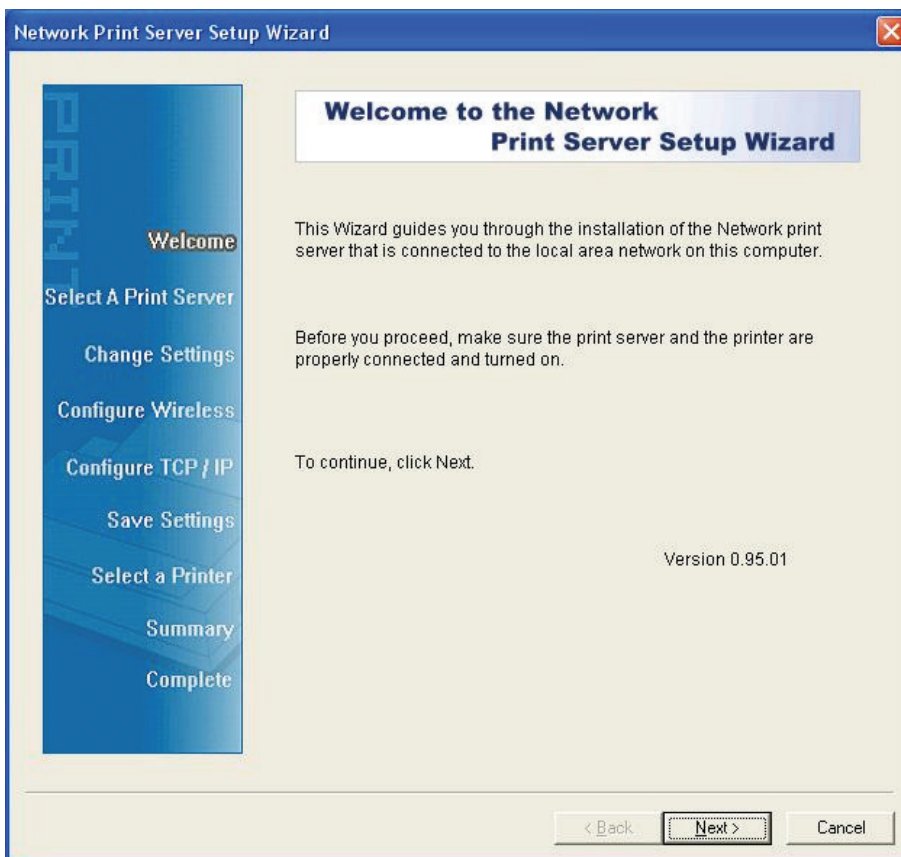 Network Print Server Setup Wizard
PRINT
Welcome
Select A Print Server
Change Settings
Configure Wireless
Configure TCP / IP
Save Settings
Select a Printer
Summary
Complete
Welcome to the Network
Print Server Setup Wizard
This Wizard guides you through the installation of the Network print
server that is connected to the local area network on this computer.
Before you proceed, make sure the print server and the printer are
properly connected and turned on.
To continue, click Next.
Version 0.95.01
< Back
Next >
Cancel